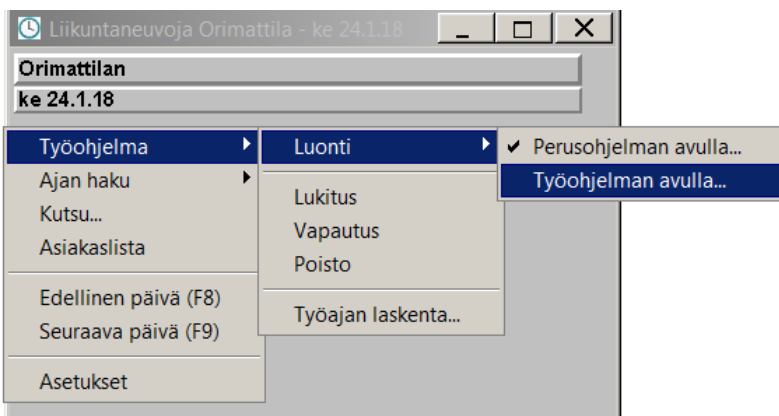 Liikuntaneuvoja Orimattila - ke 24.1.18
Orimattilan
ke 24.1.18
Työohjelma
Ajan haku
Kutsu...
Asiakaslista
Edellinen päivä (F8)
Seuraava päivä (F9)
Asetukset
Luonti
Lukitus
Vapautus
Poisto
Työajan laskenta...
Perusohjelman avulla...
Työohjelman avulla...